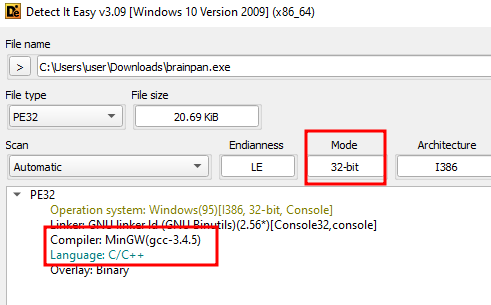 Detect It Easy v3.09 [Windows 10 Version 2009] (x86_64)
File name
> C:\Users\user\Downloads\brainpan.exe
File type File size
PE32 20.69 KiB
Scan Endianness Mode Architecture
Automatic LE 32-bit I386
PE32
Operation system: Windows(95)[I386, 32-bit, Console]
Linker: GNU linker ld (GNU Binutils)(2.56*)[Console32,console]
Compiler: MinGW(gcc-3.4.5)
Language: C/C++
Overlay: Binary